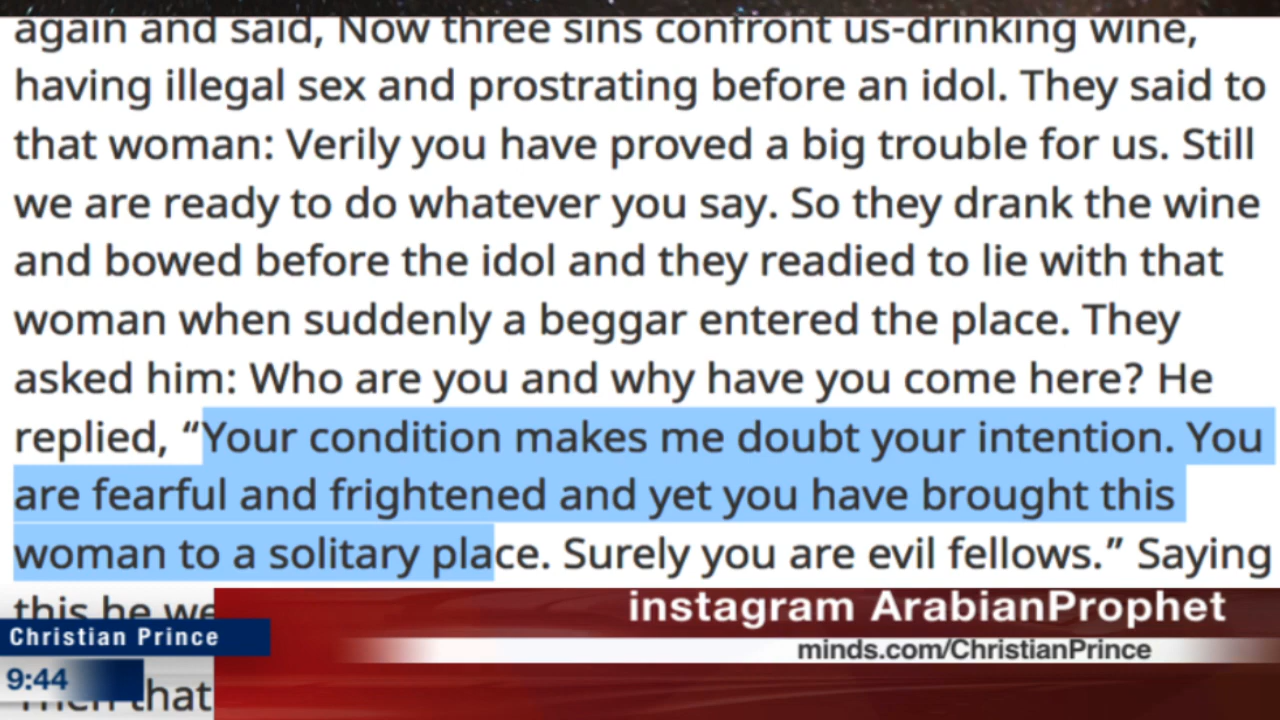 again and said, Now three sins confront us-drinking wine,
having illegal sex and prostrating before an idol. They said to
that woman: Verily you have proved a big trouble for us. Still
we are ready to do whatever you say. So they drank the wine
and bowed before the idol and they readied to lie with that
woman when suddenly a beggar entered the place. They
asked him: Who are you and why have you come here? He
replied, “Your condition makes me doubt your intention. You
are fearful and frightened and yet you have brought this
woman to a solitary place. Surely you are evil fellows.” Saying
this he we
instagram ArabianProphet
Christian Prince
minds.com/ChristianPrince
9:44
Then that